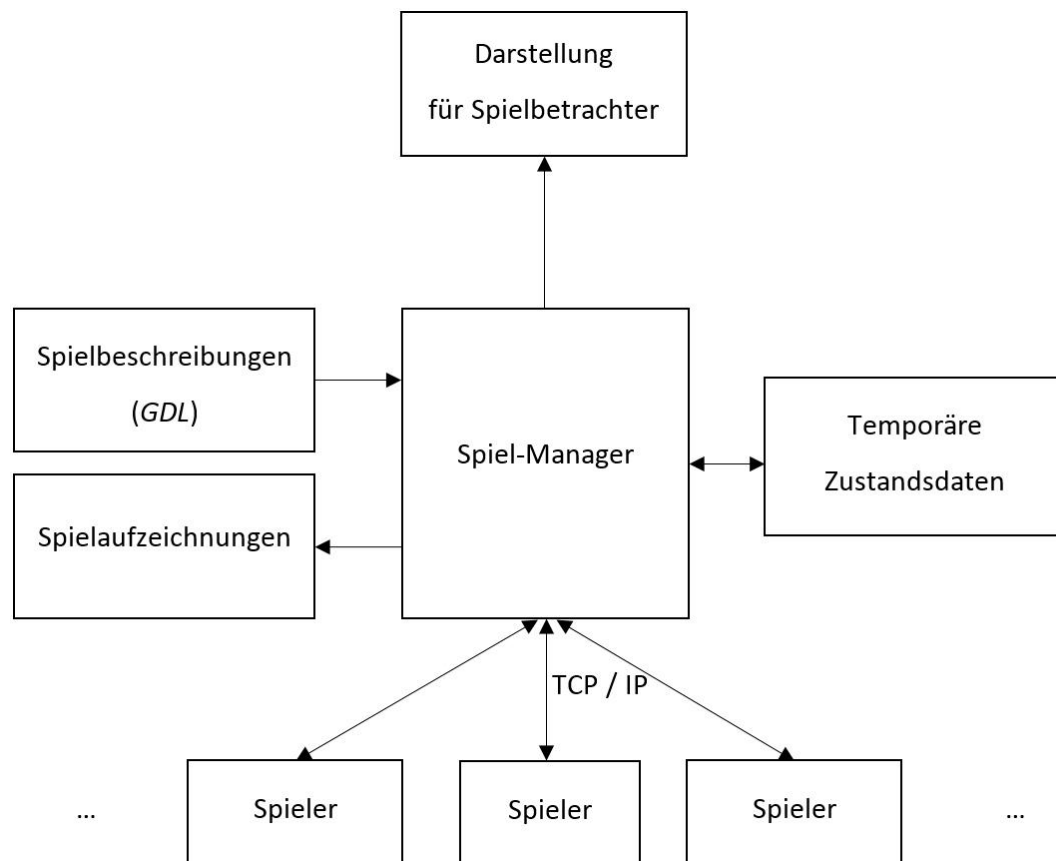 Darstellung
für Spielbetrachter
Spielbeschreibungen
(GDL)
Spiel-Manager
Temporäre
Zustandsdaten
Spielaufzeichnungen
TCP / IP
... Spieler Spieler Spieler ...